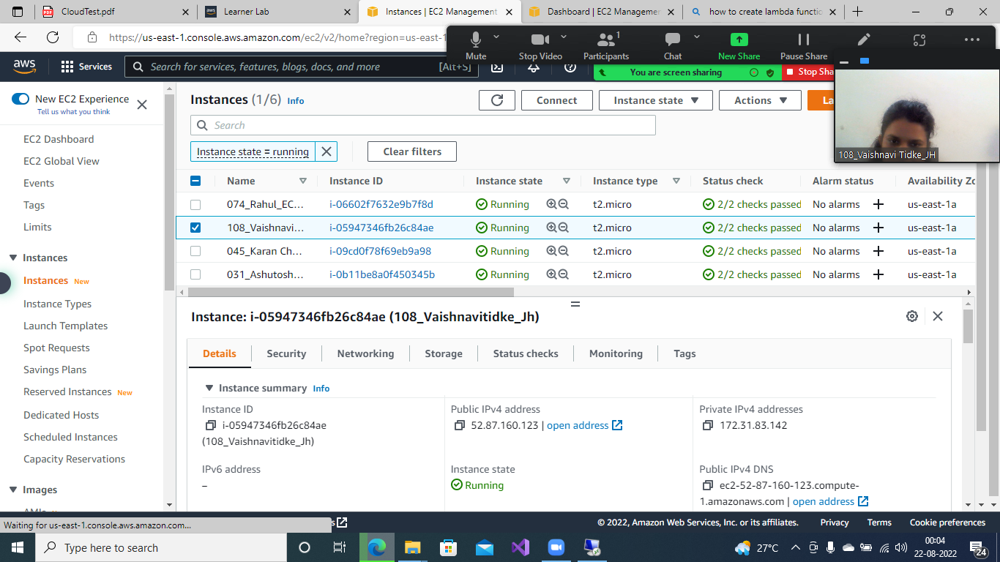 CloudTest.pdf
Learner Lab
Instances | EC2 Management
Dashboard | EC2 Managemen
how to create lambda functio
https://us-east-1.console.aws.amazon.com/ec2/v2/home?region=us-east-1
Mute
Stop Video
Participants
1
Chat
New Share
Pause Share
aws
Services
Search for services, features, blogs, docs, and more
[Alt+S]
You are screen sharing
Stop Sha
108_Vaishnavi Tidke_JH
New EC2 Experience
Tell us what you think
EC2 Dashboard
EC2 Global View
Events
Tags
Limits
Instances
Instances New
Instance Types
Launch Templates
Spot Requests
Savings Plans
Reserved Instances New
Dedicated Hosts
Scheduled Instances
Capacity Reservations
Images
Instances (1/6) Info
Connect
Instance state
Actions
La
Search
Instance state = running
Clear filters
Name Instance ID Instance state Instance type Status check Alarm status Availability Zo
074_Rahul_EC... i-06602f7632e9b7f8d Running t2.micro 2/2 checks passed No alarms us-east-1a
108_Vaishnavi... i-05947346fb26c84ae Running t2.micro 2/2 checks passed No alarms us-east-1a
045_Karan Ch... i-09cd0f78f69eb9a98 Running t2.micro 2/2 checks passed No alarms us-east-1a
031_Ashutosh... i-0b11be8a0f450345b Running t2.micro 2/2 checks passed No alarms us-east-1a
Instance: i-05947346fb26c84ae (108_Vaishnavitidke_Jh)
Details Security Networking Storage Status checks Monitoring Tags
Instance summary Info
Instance ID
i-05947346fb26c84ae
(108_Vaishnavitidke_Jh)
Public IPv4 address
52.87.160.123 | open address
Private IPv4 addresses
172.31.83.142
IPv6 address
–
Instance state
Running
Public IPv4 DNS
ec2-52-87-160-123.compute-
1.amazonaws.com | open address
Waiting for us-east-1.console.aws.amazon.com...
© 2022, Amazon Web Services, Inc. or its affiliates.
Privacy
Terms
Cookie preferences
Type here to search
27°C
00:04
22-08-2022
24